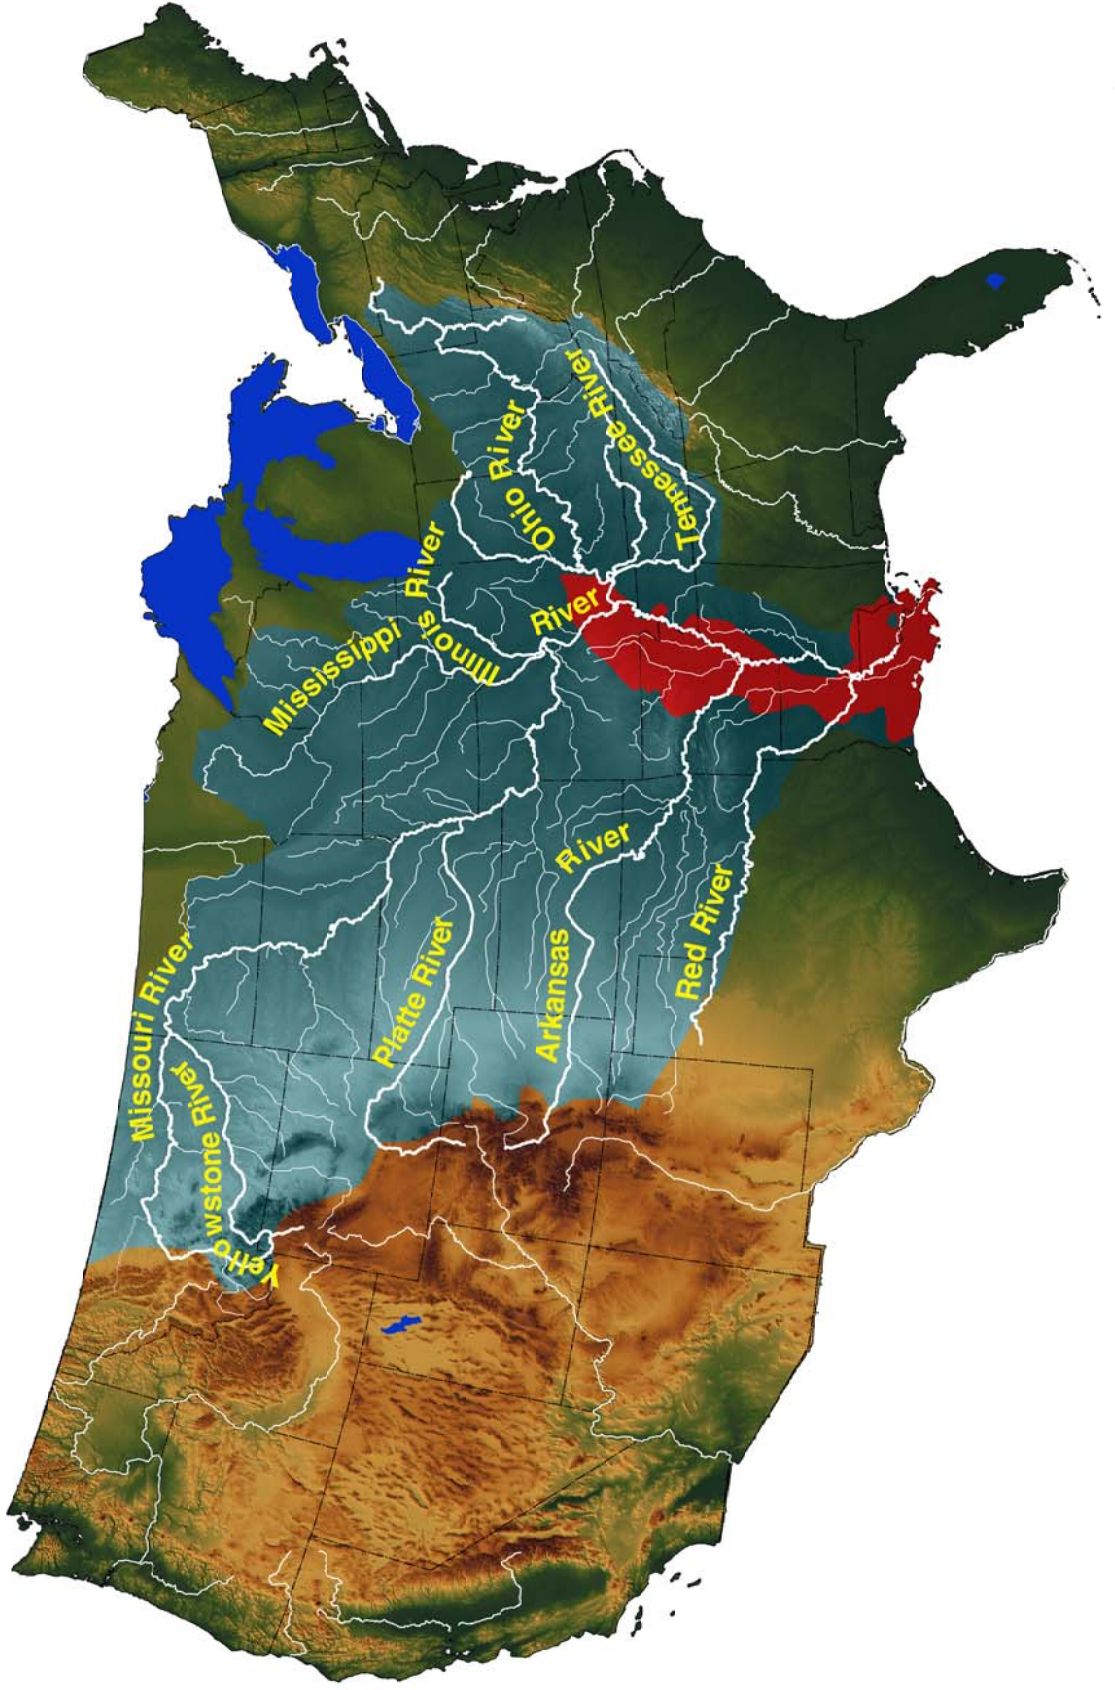 Ohio River
Tennessee River
Mississippi River
Illinois River
Missouri River
Yellowstone River
Platte River
Arkansas River
Red River